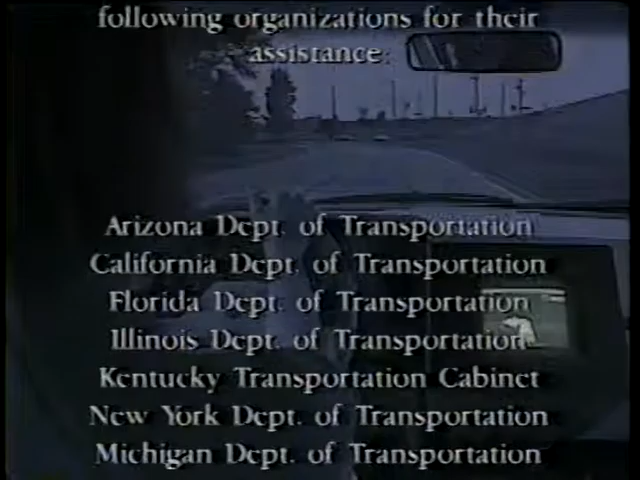 following organizations for their
assistance:
Arizona Dept. of Transportation
California Dept. of Transportation
Florida Dept. of Transportation
Illinois Dept. of Transportation
Kentucky Transportation Cabinet
New York Dept. of Transportation
Michigan Dept. of Transportation